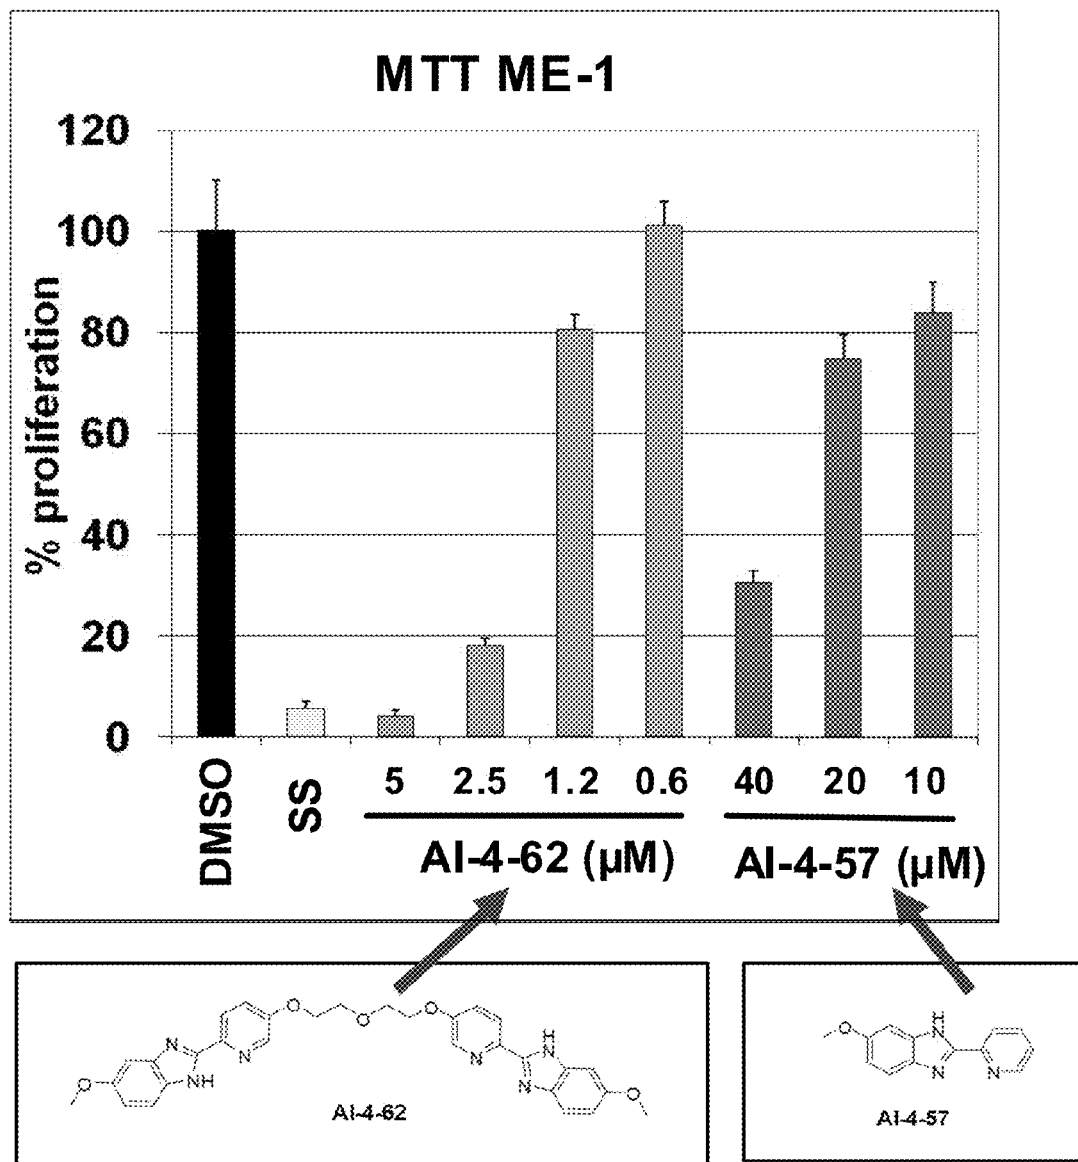 MTT ME-1
% proliferation
120
100
80
60
40
20
0
DMSO
SS
5 2.5 1.2 0.6 40 20 10
AI-4-62 (µM) AI-4-57 (µM)
O O O
N N N H N
NH N
O O
AI-4-62
O H N
N N
AI-4-57